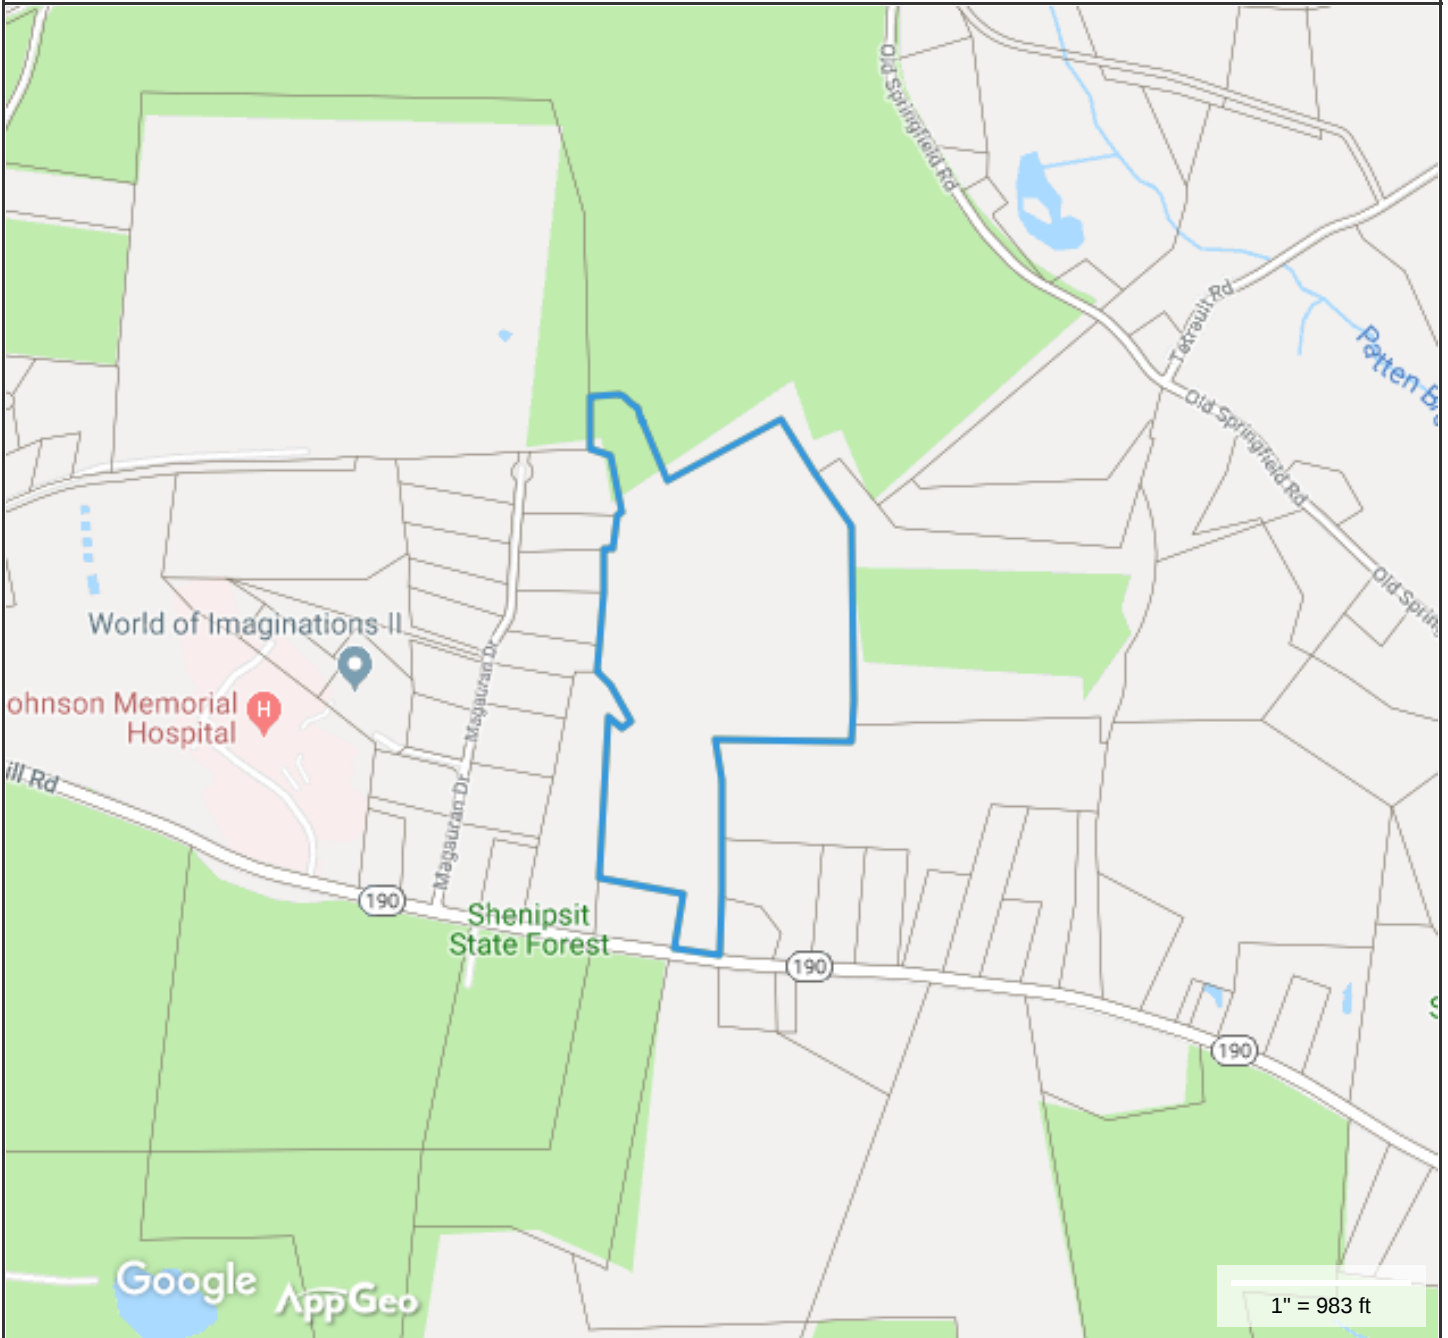 Old Springfield Rd
Tetrault Rd
Patten B
Old Springfield Rd
Old Spring
World of Imaginations II
ohnson Memorial
Hospital
H
ill Rd
Magauran Dr
Magauran Dr
190
Shenipsit
State Forest
190
190
S
Google
AppGeo
1" = 983 ft